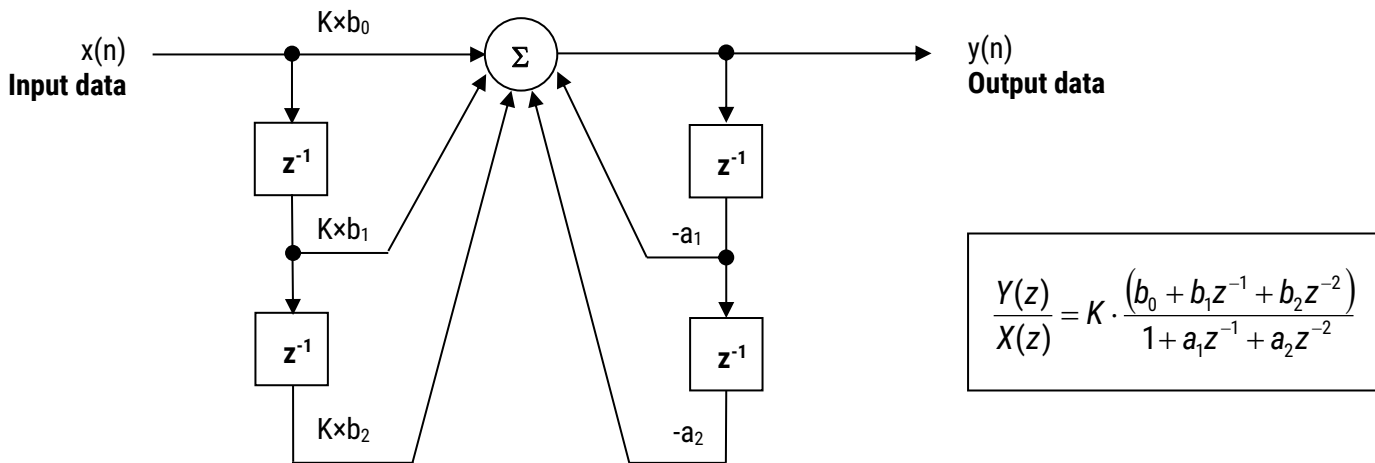 K×b₀
x(n)
Input data
Σ
y(n)
Output data
z⁻¹
z⁻¹
K×b₁
-a₁
z⁻¹
z⁻¹
K×b₂
-a₂
Y(z)/X(z) = K · (b₀ + b₁z⁻¹ + b₂z⁻²)/1 + a₁z⁻¹ + a₂z⁻²